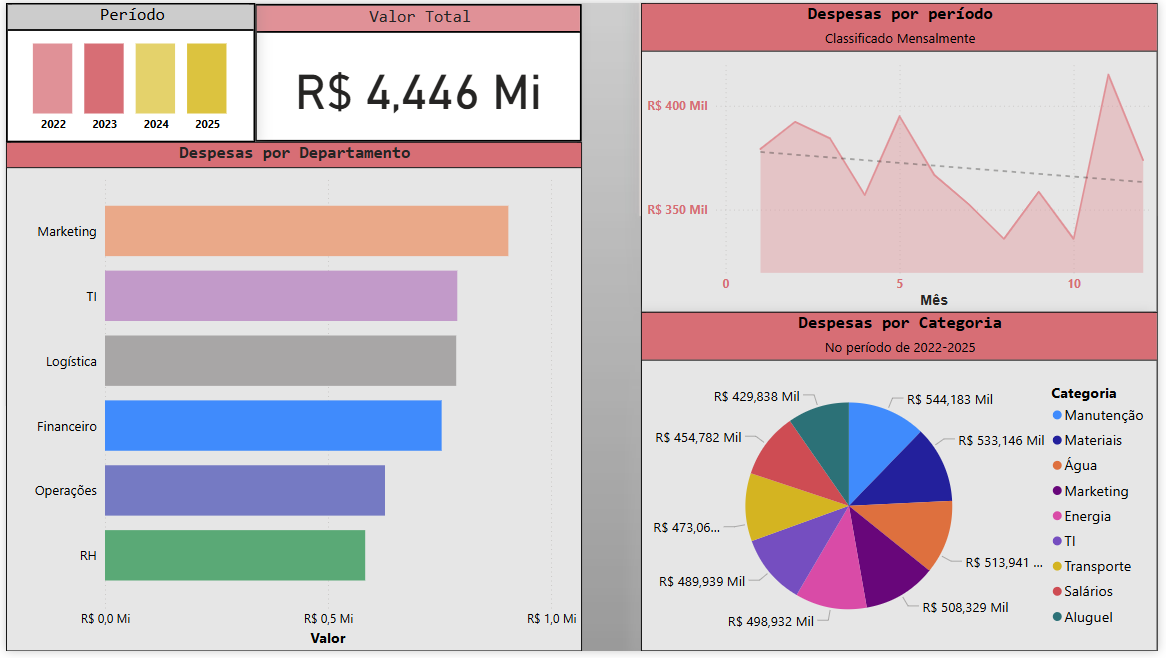 Período
2022 2023 2024 2025
Valor Total
R$ 4,446 Mi
Despesas por Departamento
Marketing
TI
Logística
Financeiro
Operações
RH
R$ 0,0 Mi R$ 0,5 Mi R$ 1,0 Mi
Valor
Despesas por período
Classificado Mensalmente
R$ 400 Mil
R$ 350 Mil
0 5 10
Mês
Despesas por Categoria
No período de 2022-2025
R$ 544,183 Mil
R$ 533,146 Mil
R$ 513,941 ...
R$ 508,329 Mil
R$ 498,932 Mil
R$ 489,939 Mil
R$ 473,06...
R$ 454,782 Mil
R$ 429,838 Mil
Categoria
Manutenção
Materiais
Água
Marketing
Energia
TI
Transporte
Salários
Aluguel